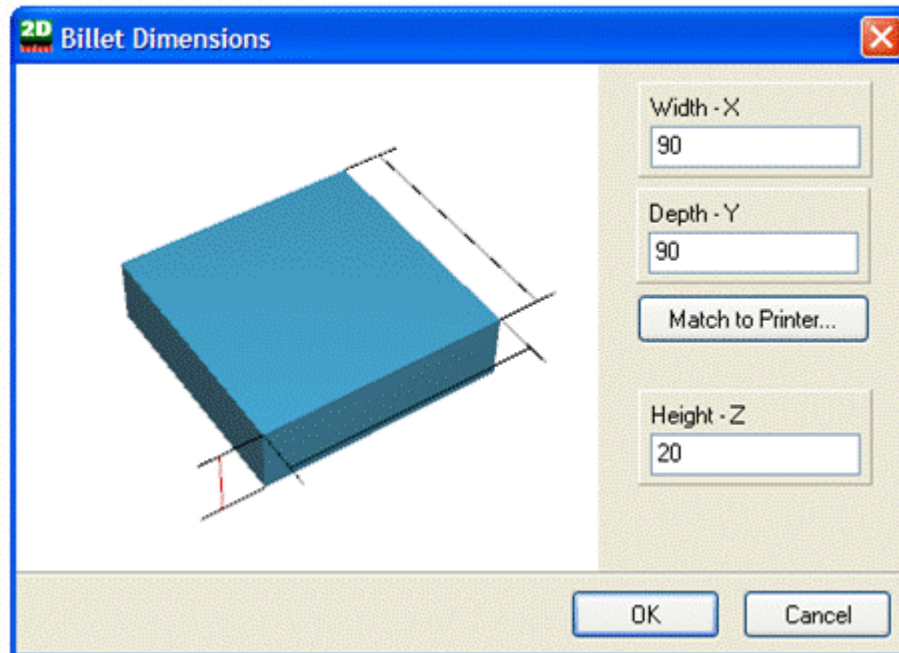 2D Billet Dimensions
Width - X
90
Depth - Y
90
Match to Printer...
Height - Z
20
OK Cancel